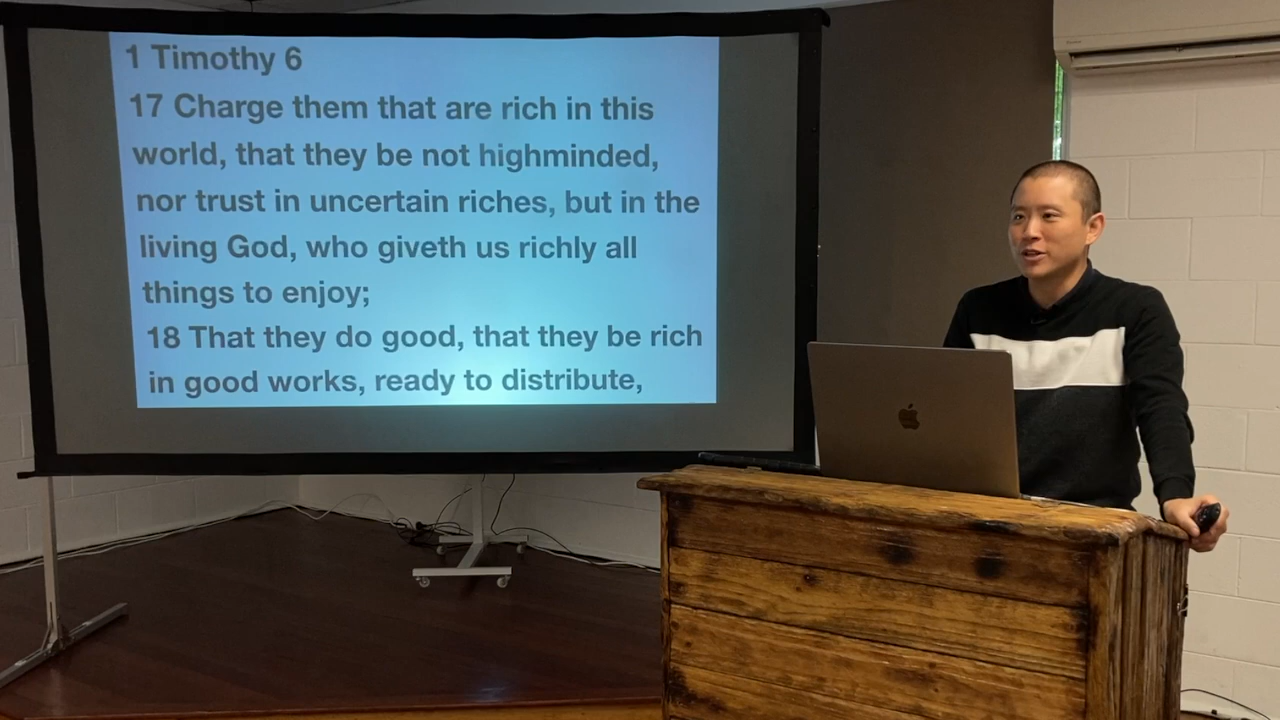 1 Timothy 6
17 Charge them that are rich in this
world, that they be not highminded,
nor trust in uncertain riches, but in the
living God, who giveth us richly all
things to enjoy;
18 That they do good, that they be rich
in good works, ready to distribute,